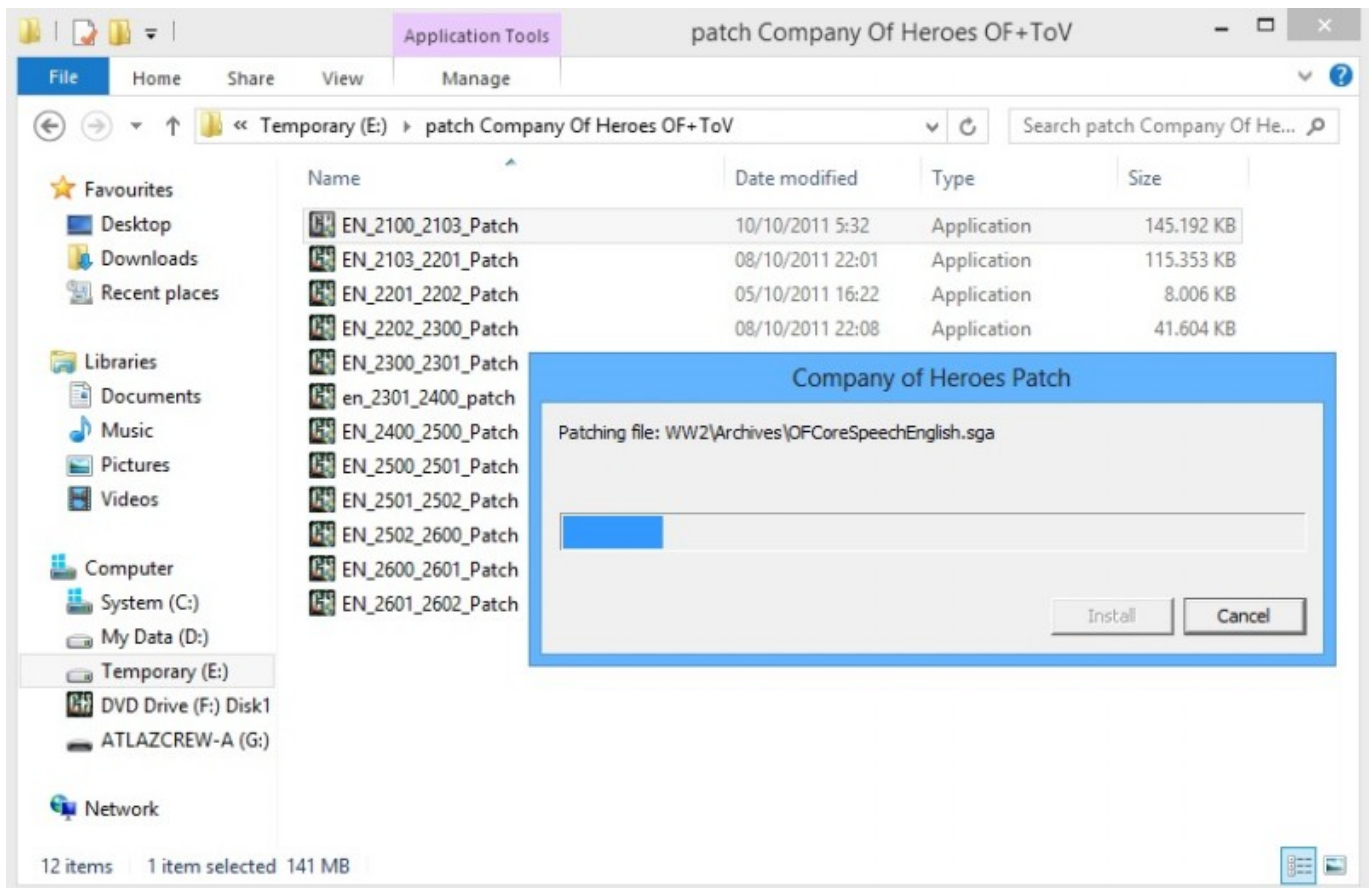 Application Tools
patch Company Of Heroes OF+ToV
File Home Share View Manage
« Temporary (E:) patch Company Of Heroes OF+ToV
Search patch Company Of He...
Name Date modified Type Size
Favourites
Desktop
Downloads
Recent places
Libraries
Documents
Music
Pictures
Videos
Computer
System (C:)
My Data (D:)
Temporary (E:)
DVD Drive (F:) Disk1
ATLAZCREW-A (G:)
Network
EN_2100_2103_Patch 10/10/2011 5:32 Application 145.192 KB
EN_2103_2201_Patch 08/10/2011 22:01 Application 115.353 KB
EN_2201_2202_Patch 05/10/2011 16:22 Application 8.006 KB
EN_2202_2300_Patch 08/10/2011 22:08 Application 41.604 KB
EN_2300_2301_Patch
en_2301_2400_patch
EN_2400_2500_Patch
EN_2500_2501_Patch
EN_2501_2502_Patch
EN_2502_2600_Patch
EN_2600_2601_Patch
EN_2601_2602_Patch
Company of Heroes Patch
Patching file: WW2\Archives\OFCoreSpeechEnglish.sga
Install Cancel
12 items 1 item selected 141 MB